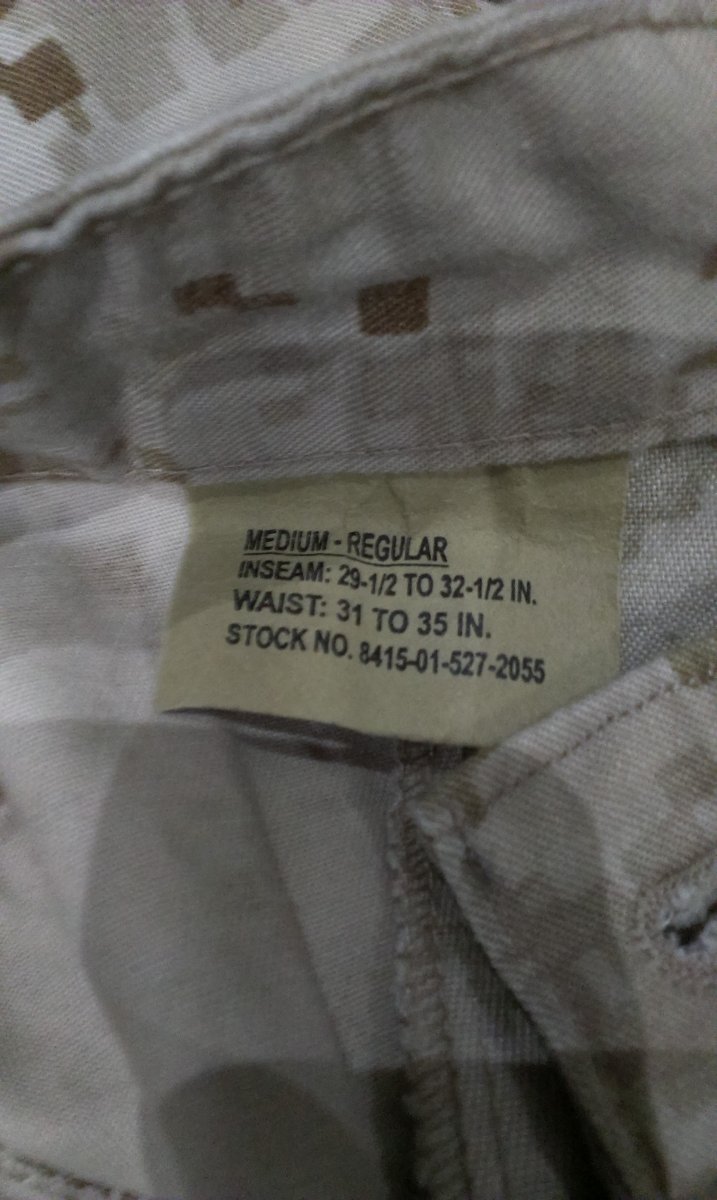 MEDIUM - REGULAR
INSEAM: 29-1/2 TO 32-1/2 IN.
WAIST: 31 TO 35 IN.
STOCK NO. 8415-01-527-2055